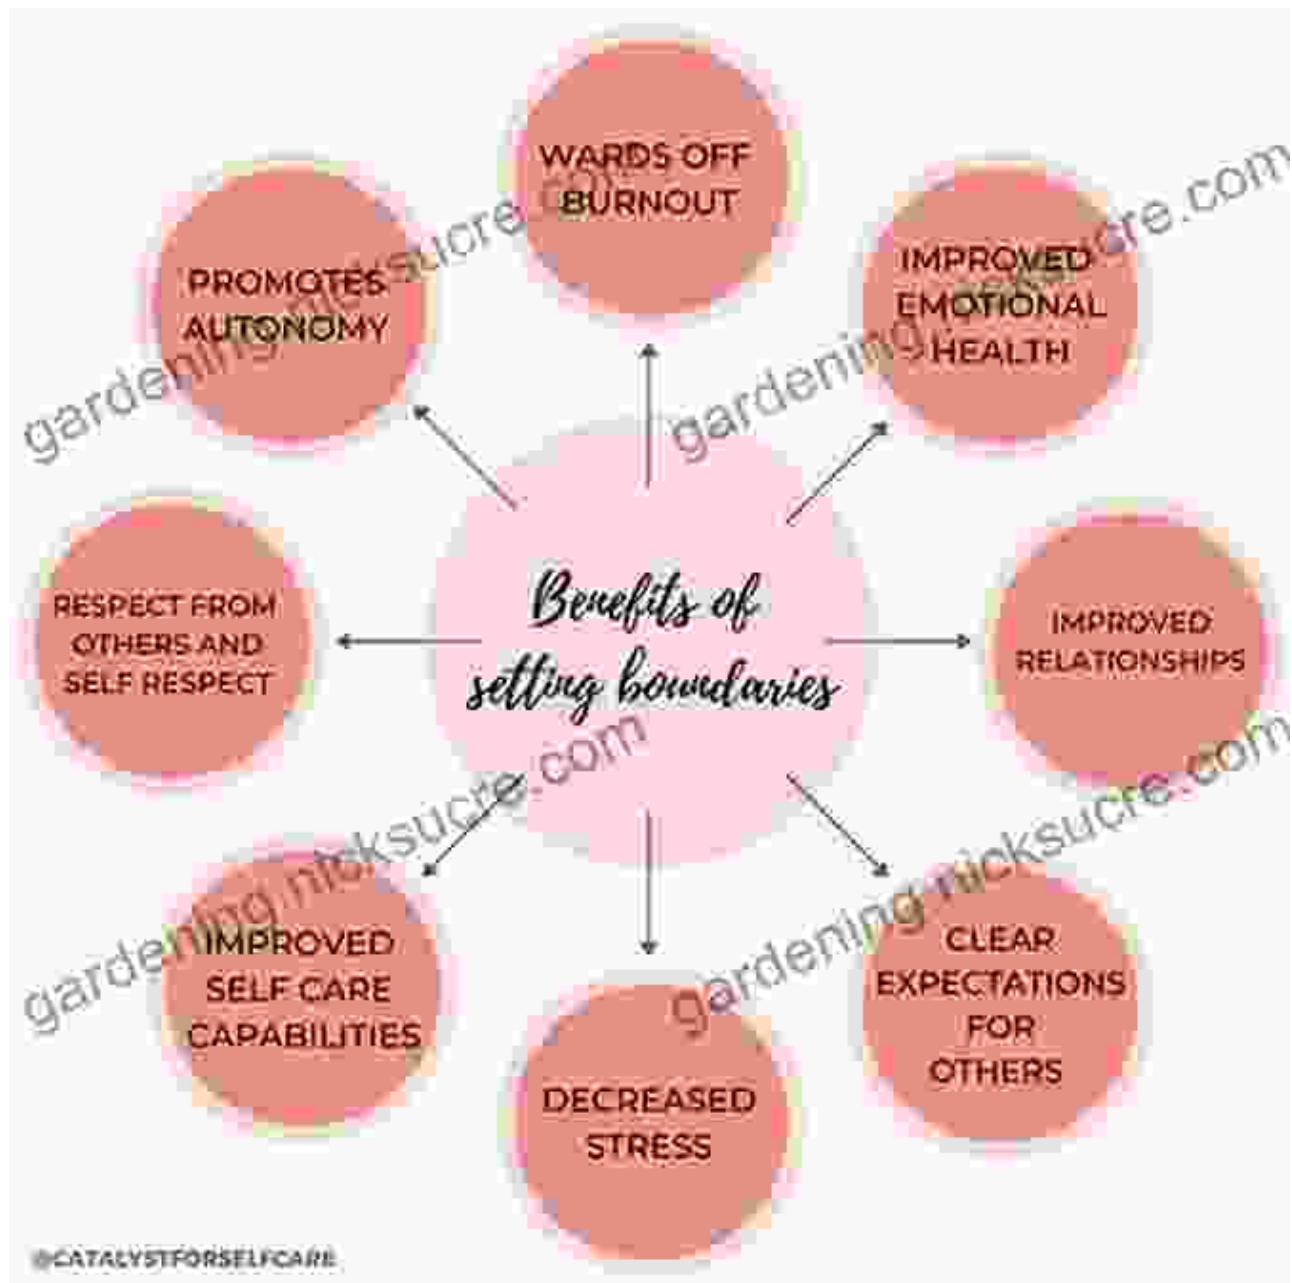 WARDS OFF
BURNOUT
IMPROVED
EMOTIONAL
HEALTH
IMPROVED
RELATIONSHIPS
CLEAR
EXPECTATIONS
FOR
OTHERS
DECREASED
STRESS
IMPROVED
SELF CARE
CAPABILITIES
RESPECT FROM
OTHERS AND
SELF RESPECT
PROMOTES
AUTONOMY
Benefits of
setting boundaries
@CATALYSTFORSELFCARE
gardening.nicksucre.com
gardening.nicksucre.com
gardening.nicksucre.com
gardening.nicksucre.com